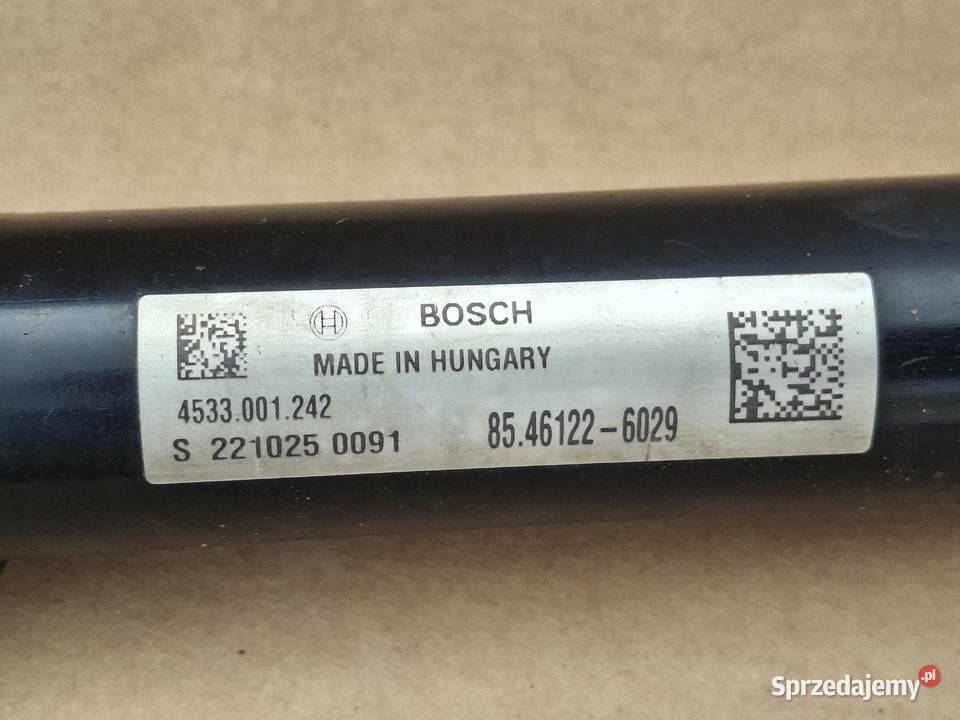 BOSCH
MADE IN HUNGARY
4533.001.242
S 221025 0091
85.46122-6029
Sprzedajemy.pl